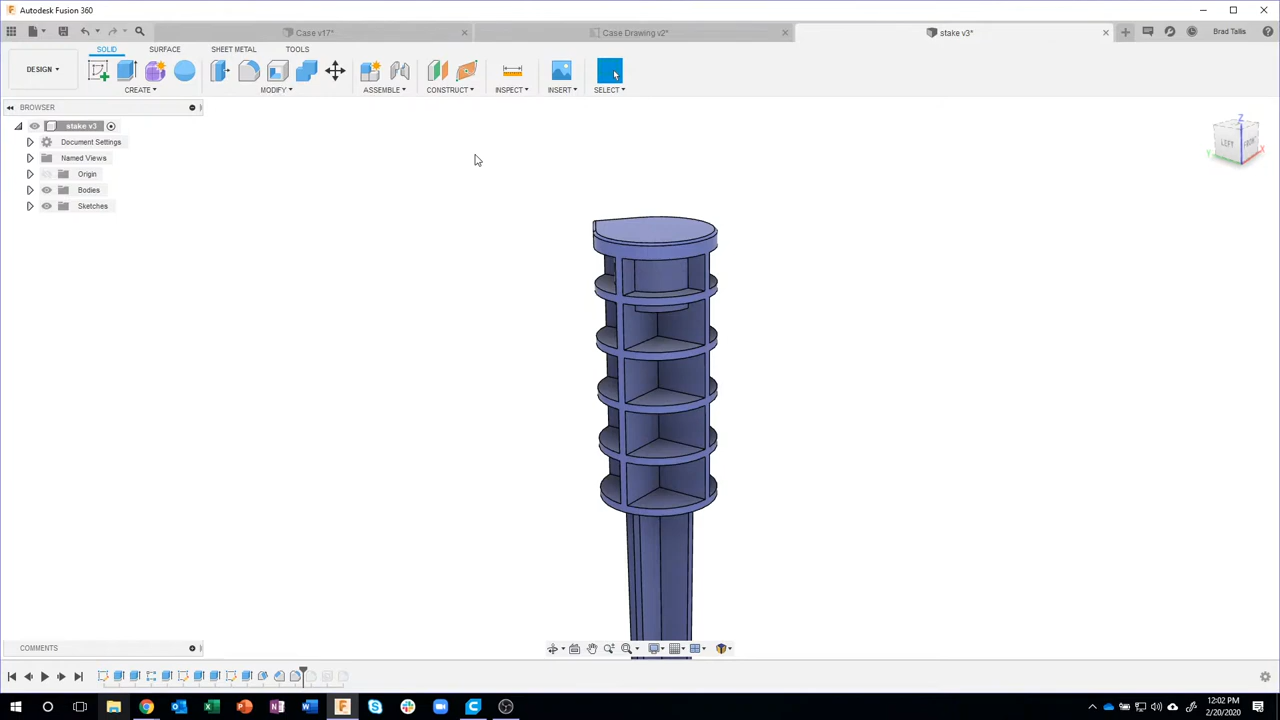 Autodesk Fusion 360
Case v17*
Case Drawing v2*
stake v3*
Brad Tallis
SOLID
SURFACE
SHEET METAL
TOOLS
DESIGN
CREATE
MODIFY
ASSEMBLE
CONSTRUCT
INSPECT
INSERT
SELECT
BROWSER
stake v3
Document Settings
Named Views
Origin
Bodies
Sketches
Z
LEFT
FRONT
Y
X
COMMENTS
12:02 PM
2/20/2020